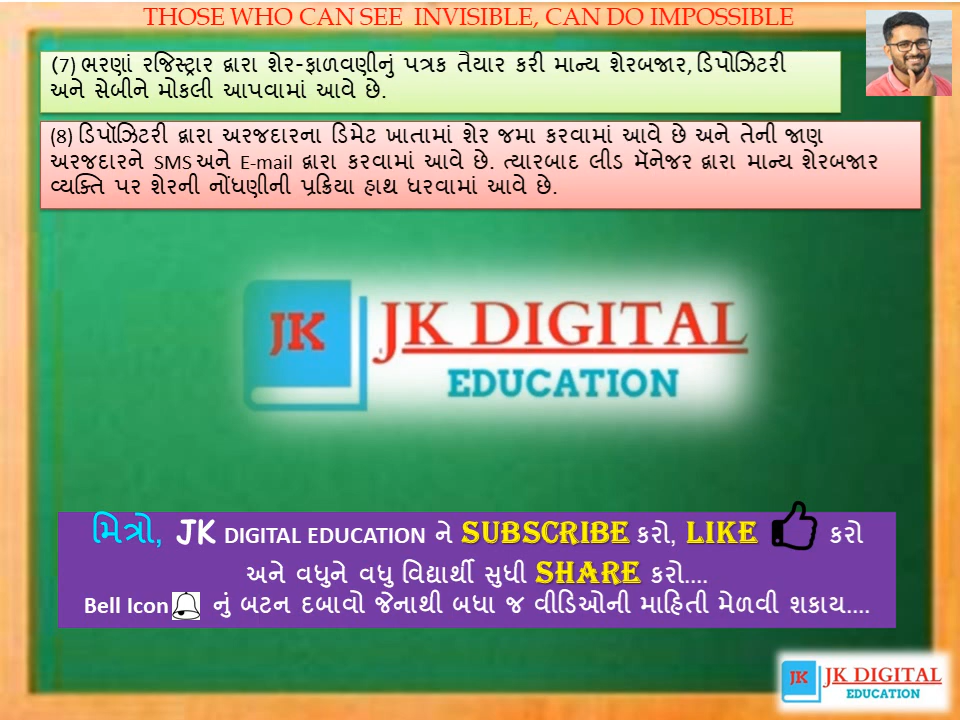 THOSE WHO CAN SEE INVISIBLE, CAN DO IMPOSSIBLE
(7) ભરણાં રજિસ્ટ્રાર દ્વારા શેર-ફાળવણીનું પત્રક તૈયાર કરી માન્ય શેરબજાર, ડિપોઝિટરી
અને સેબીને મોકલી આપવામાં આવે છે.
(8) ડિપૉઝિટરી દ્વારા અરજદારના ડિમેટ ખાતામાં શેર જમા કરવામાં આવે છે અને તેની જાણ
અરજદારને SMS અને E-mail દ્વારા કરવામાં આવે છે. ત્યારબાદ લીડ મૅનેજર દ્વારા માન્ય શેરબજાર
વ્યક્તિ પર શેરની નોંધણીની પ્રક્રિયા હાથ ધરવામાં આવે છે.
JK JK DIGITAL
EDUCATION
મિત્રો, JK DIGITAL EDUCATION ને SUBSCRIBE કરો, LIKE કરો
અને વધુને વધુ વિદ્યાર્થી સુધી SHARE કરો....
Bell Icon નું બટન દબાવો જેનાથી બધા જ વીડિઓની માહિતી મેળવી શકાય....
JK JK DIGITAL
EDUCATION